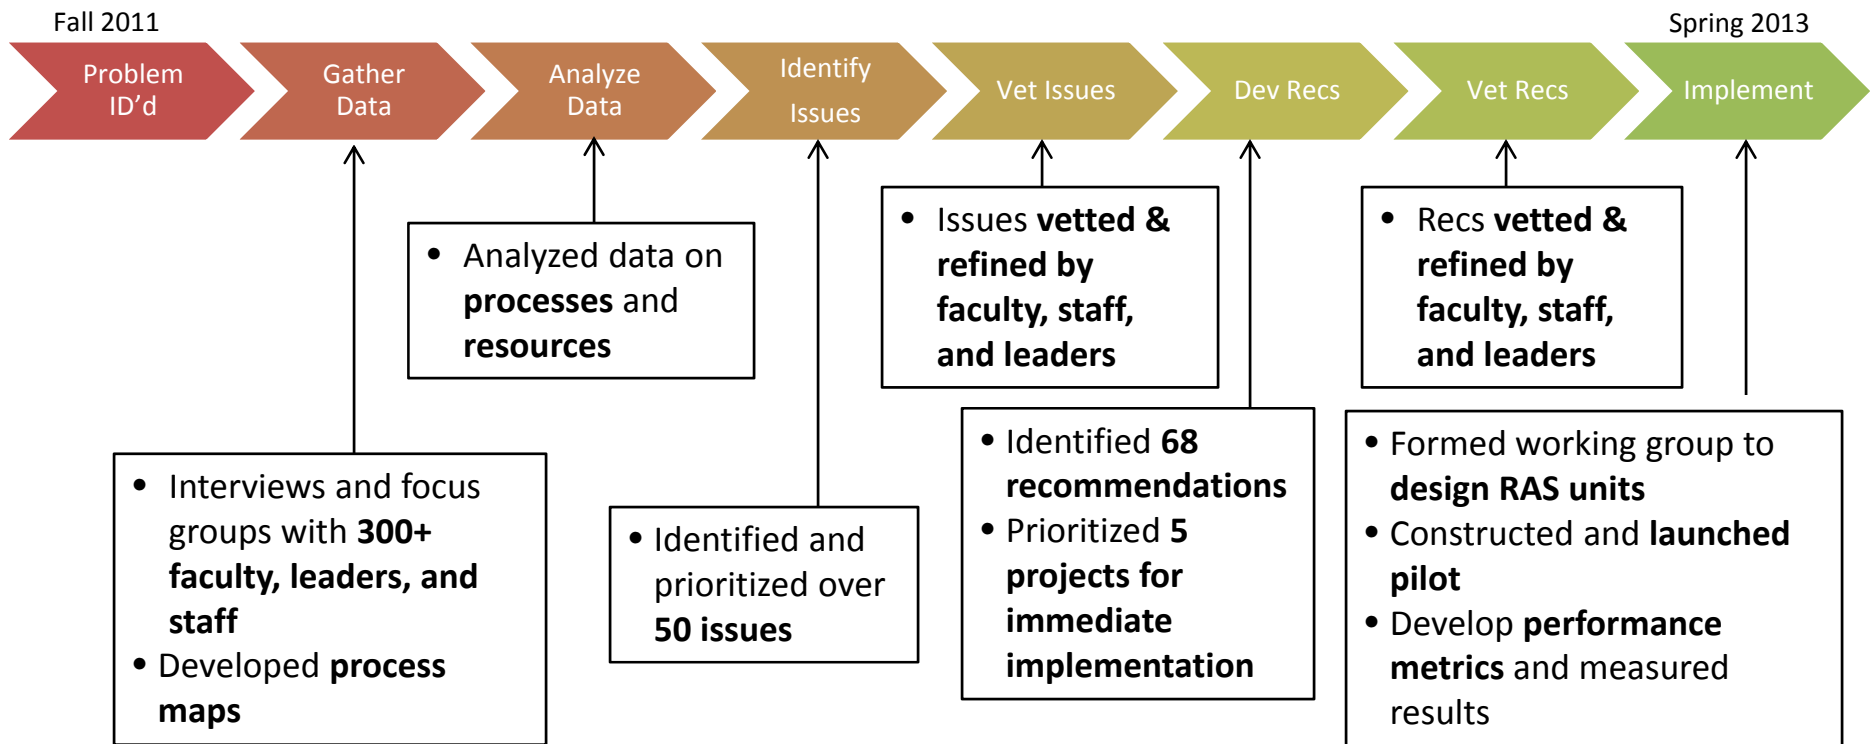 Fall 2011
Spring 2013
Problem
ID'd
Gather
Data
Analyze
Data
Identify
Issues
Vet Issues
Dev Recs
Vet Recs
Implement
• Analyzed data on
processes and
resources
• Issues vetted &
refined by
faculty, staff,
and leaders
• Recs vetted &
refined by
faculty, staff,
and leaders
• Interviews and focus
groups with 300+
faculty, leaders, and
staff
• Developed process
maps
• Identified and
prioritized over
50 issues
• Identified 68
recommendations
• Prioritized 5
projects for
immediate
implementation
• Formed working group to
design RAS units
• Constructed and launched
pilot
• Develop performance
metrics and measured
results